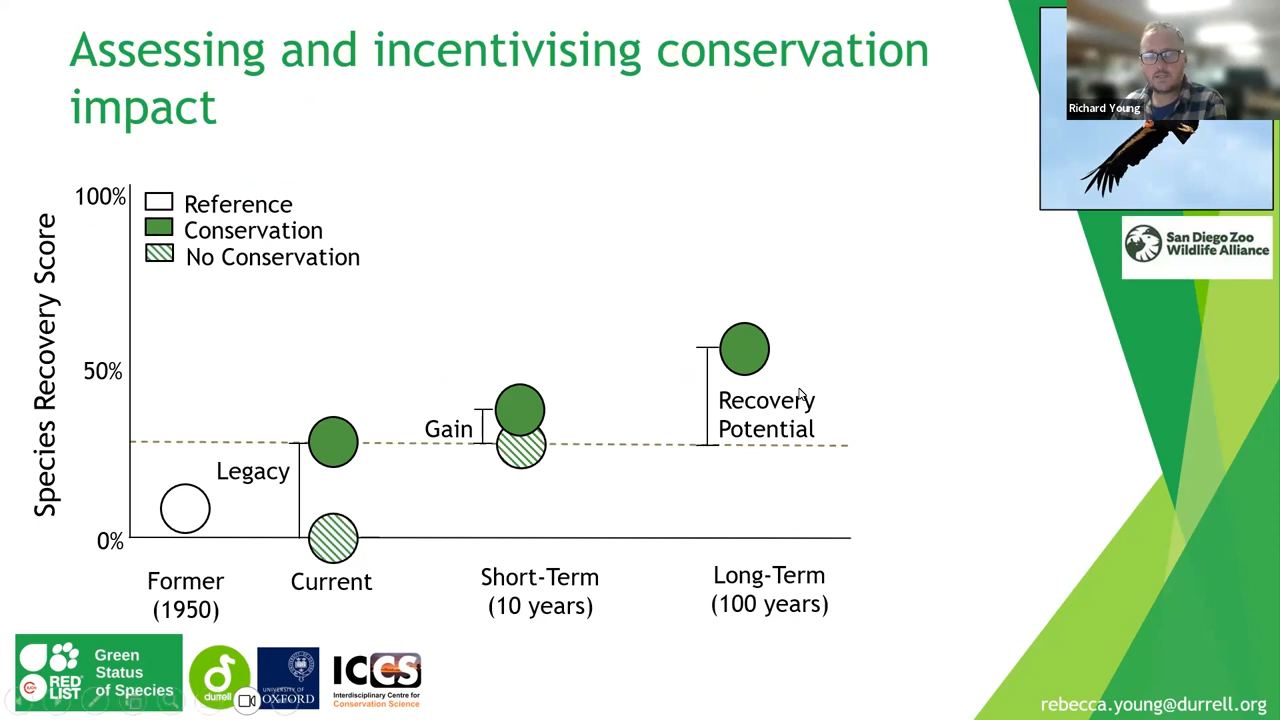 Assessing and incentivising conservation
impact
Richard Young
San Diego Zoo
Wildlife Alliance
Species Recovery Score
100%
50%
0%
Reference
Conservation
No Conservation
Legacy
Gain
Recovery
Potential
Former
(1950)
Current
Short-Term
(10 years)
Long-Term
(100 years)
RED
LIST
Green
Status
of Species
durrell
UNIVERSITY OF
OXFORD
ICCS
Interdisciplinary Centre for
Conservation Science
rebecca.young@durrell.org